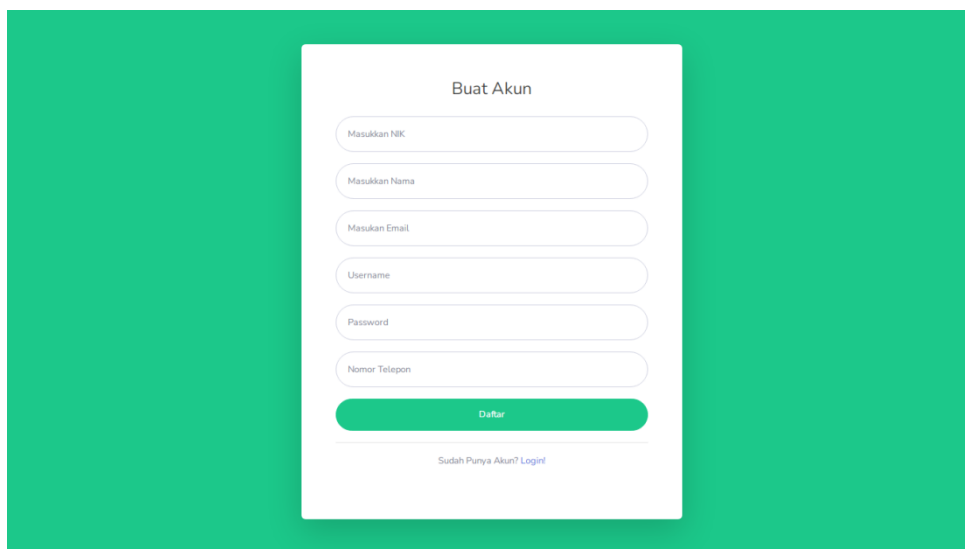 Buat Akun
Masukkan NIK
Masukkan Nama
Masukan Email
Username
Password
Nomor Telepon
Daftar
Sudah Punya Akun? Login!